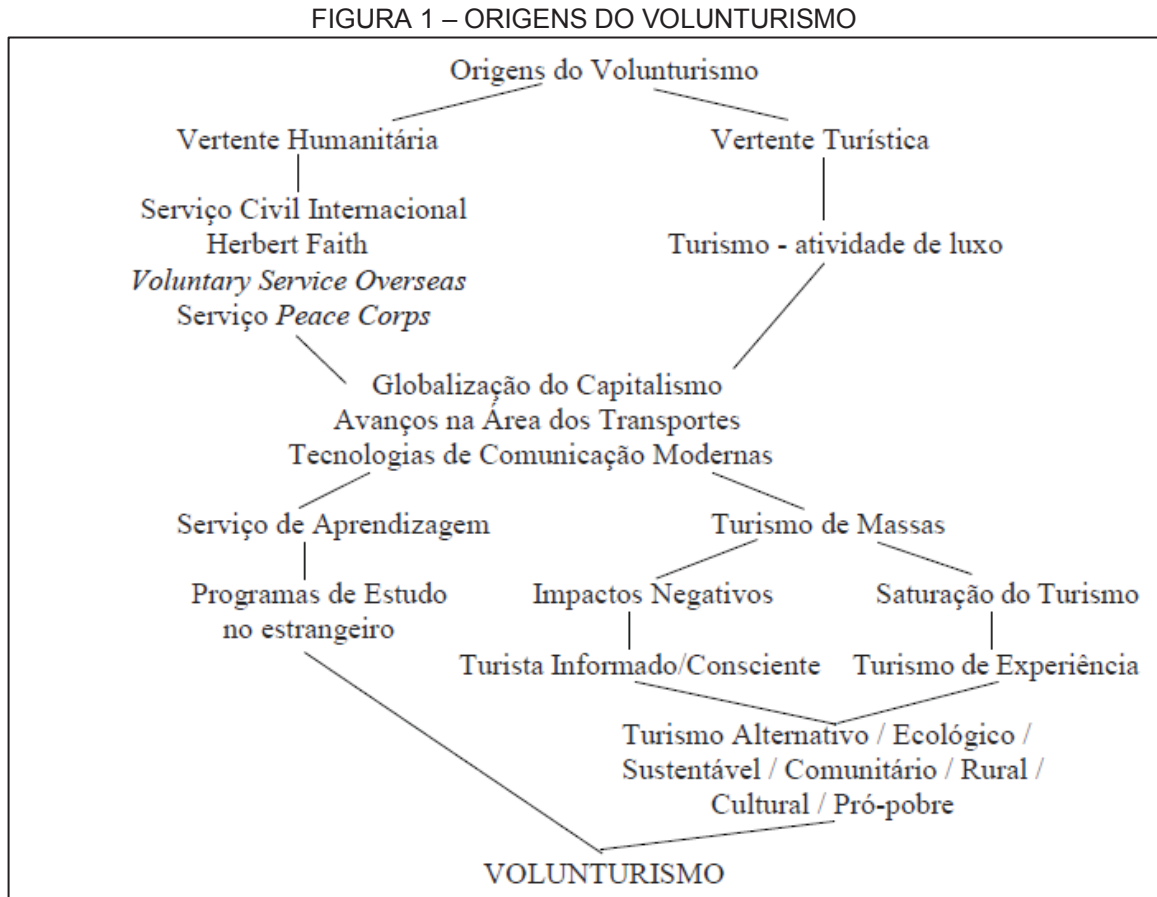 FIGURA 1 – ORIGENS DO VOLUNTURISMO
Origens do Volunturismo
Vertente Humanitária
Vertente Turística
Serviço Civil Internacional
Herbert Faith
Voluntary Service Overseas
Serviço Peace Corps
Turismo - atividade de luxo
Globalização do Capitalismo
Avanços na Área dos Transportes
Tecnologias de Comunicação Modernas
Serviço de Aprendizagem
Turismo de Massas
Programas de Estudo
no estrangeiro
Impactos Negativos
Saturação do Turismo
Turista Informado/Consciente
Turismo de Experiência
Turismo Alternativo / Ecológico /
Sustentável / Comunitário / Rural /
Cultural / Pró-pobre
VOLUNTURISMO